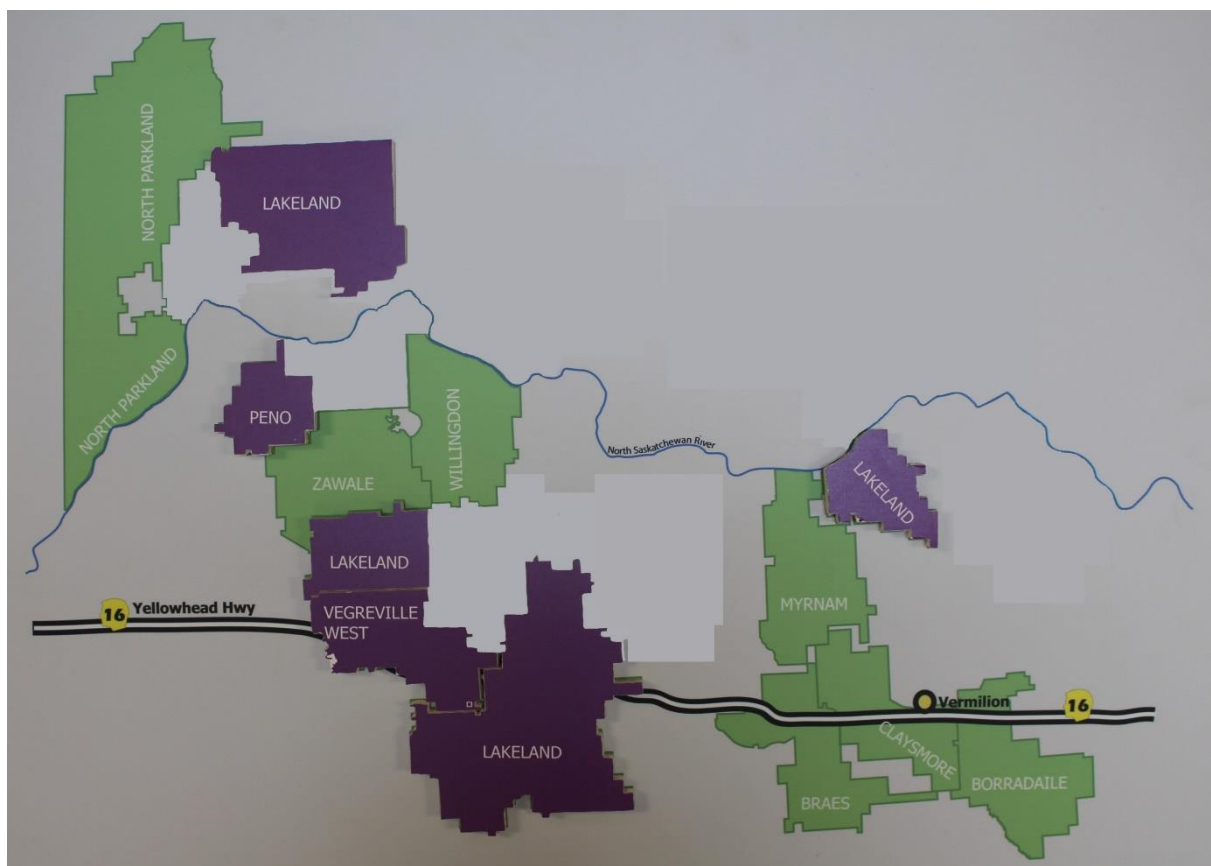 NORTH PARKLAND
LAKELAND
NORTH PARKLAND
PENO
WILLINGDON
ZAWALE
North Saskatchewan River
LAKELAND
LAKELAND
16 Yellowhead Hwy
VEGREVILLE
WEST
MYRNAM
Vermilion
16
LAKELAND
CLAYSMORE
BRAES
BORRADAILE